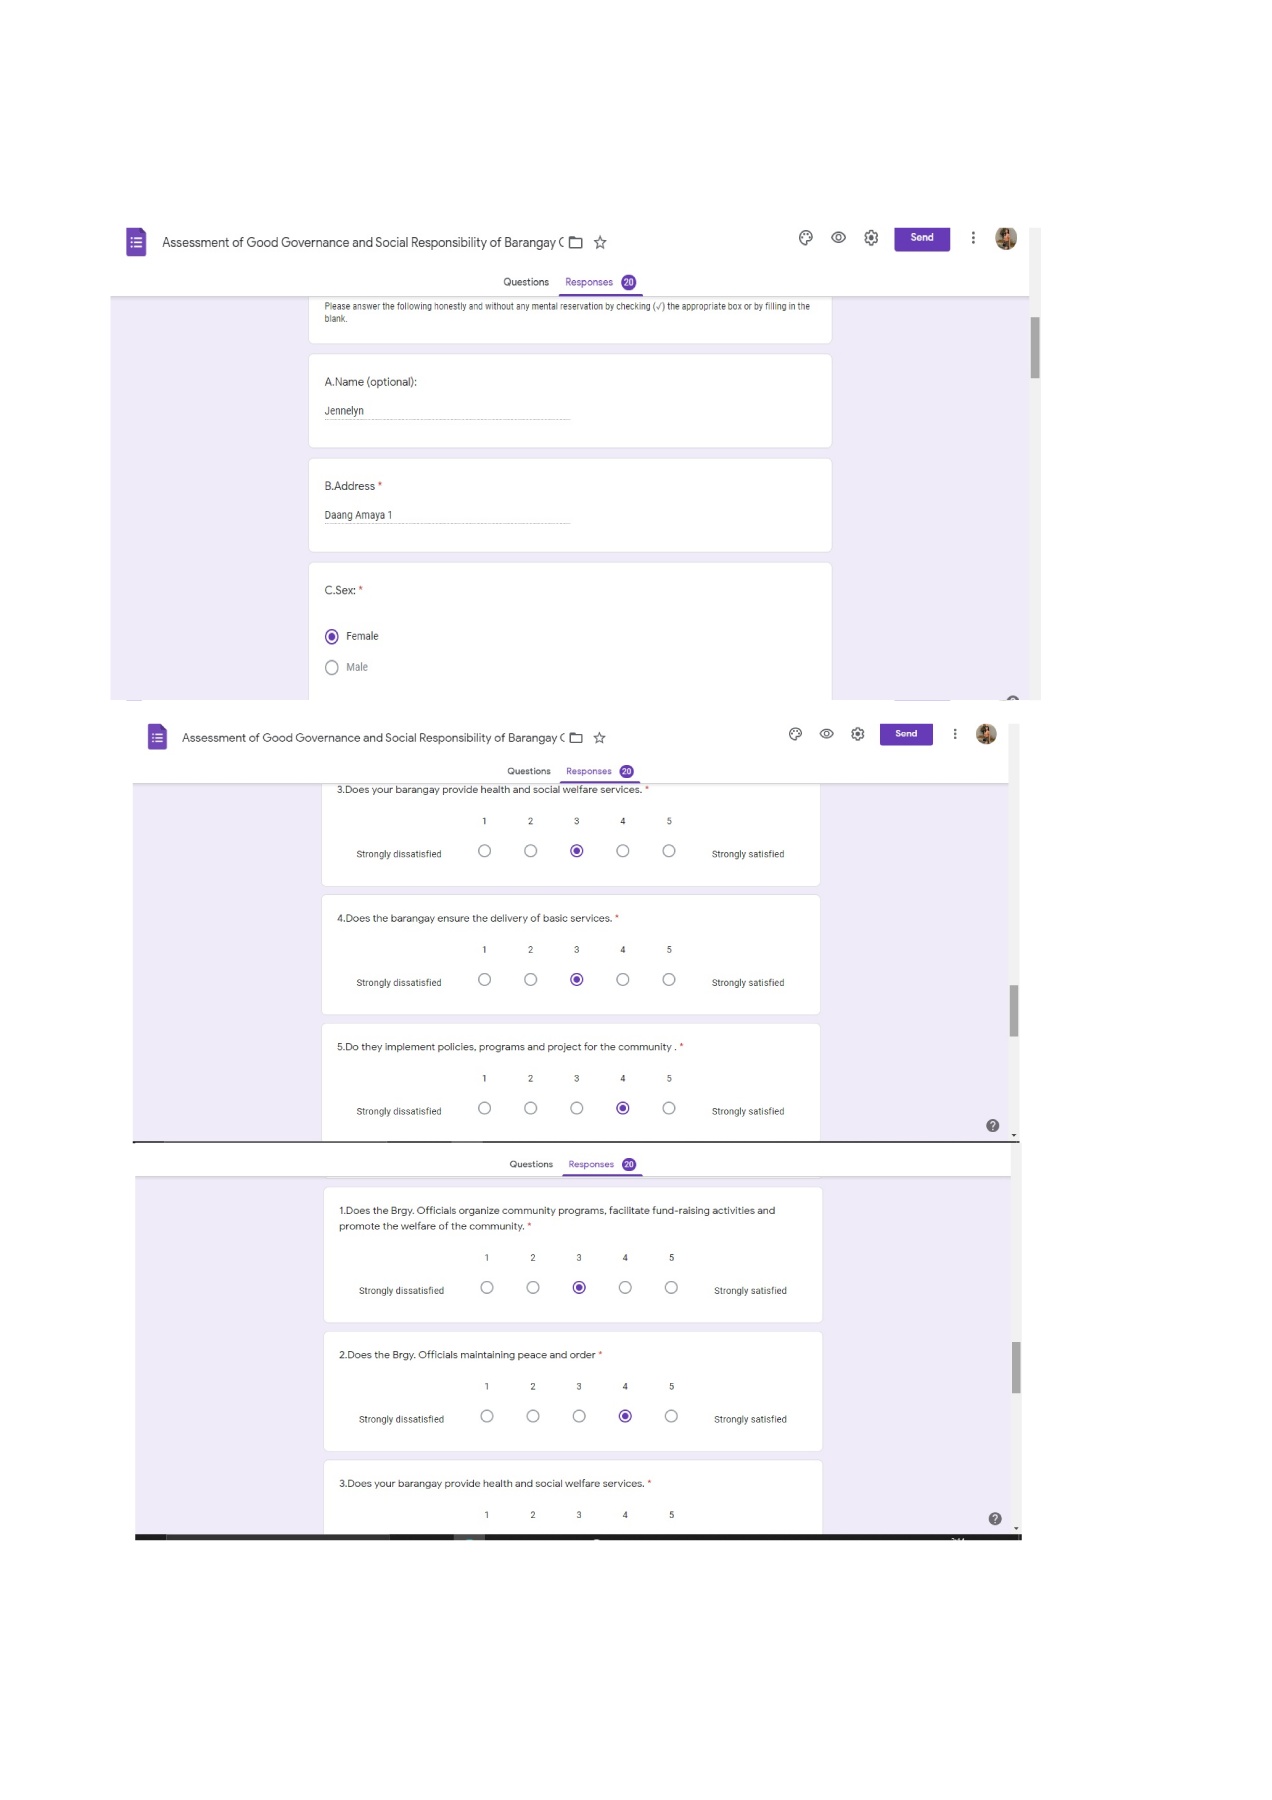 Assessment of Good Governance and Social Responsibility of Barangay
Send
Questions Responses 20
Please answer the following honestly and without any mental reservation by checking (✓) the appropriate box or by filling in the
blank.
A.Name (optional):
Jennelyn
B.Address *
Daang Amaya 1
C.Sex: *
Female
Male
Assessment of Good Governance and Social Responsibility of Barangay
Send
Questions Responses 20
3.Does your barangay provide health and social welfare services. *
1 2 3 4 5
Strongly dissatisfied Strongly satisfied
4.Does the barangay ensure the delivery of basic services. *
1 2 3 4 5
Strongly dissatisfied Strongly satisfied
5.Do they implement policies, programs and project for the community . *
1 2 3 4 5
Strongly dissatisfied Strongly satisfied
Questions Responses 20
1.Does the Brgy. Officials organize community programs, facilitate fund-raising activities and
promote the welfare of the community. *
1 2 3 4 5
Strongly dissatisfied Strongly satisfied
2.Does the Brgy. Officials maintaining peace and order *
1 2 3 4 5
Strongly dissatisfied Strongly satisfied
3.Does your barangay provide health and social welfare services. *
1 2 3 4 5